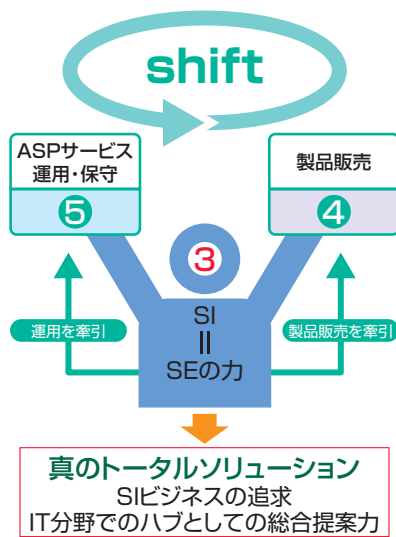 shift
ASPサービス
運用・保守
5
製品販売
4
3
SI
||
SEの力
運用を牽引
製品販売を牽引
真のトータルソリューション
SIビジネスの追求
IT分野でのハブとしての総合提案力